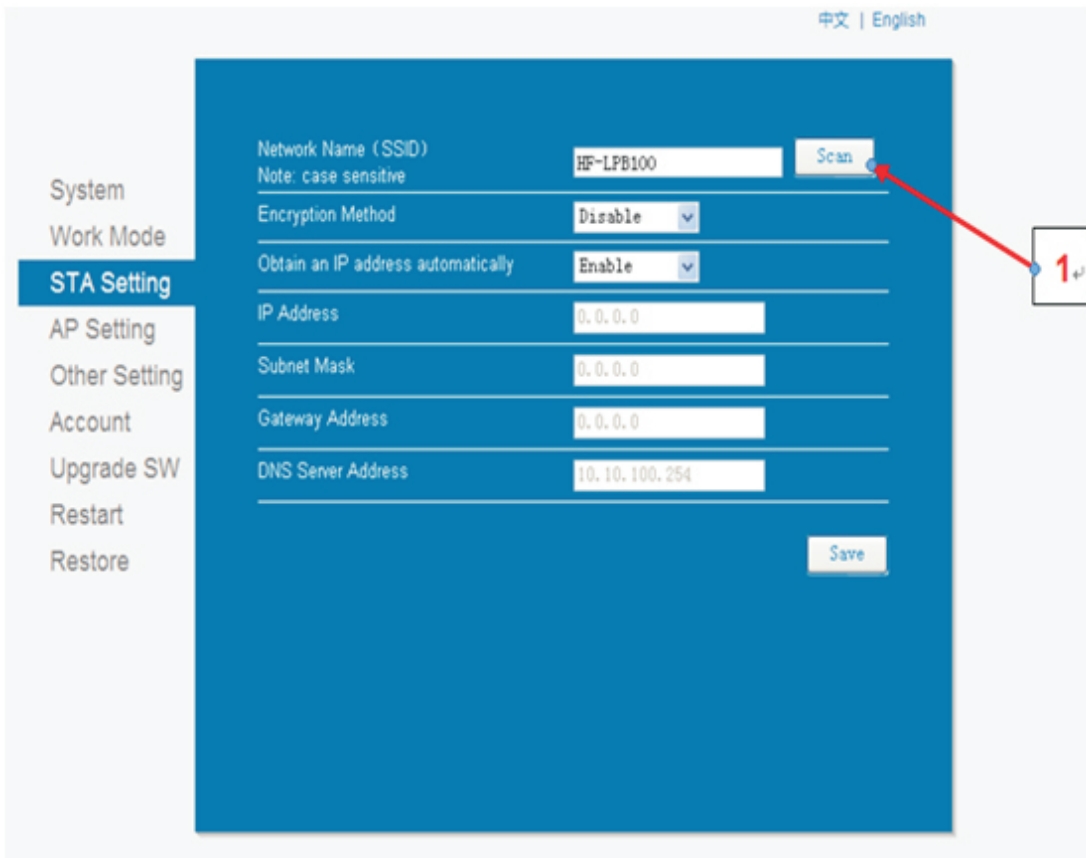 中文 | English
System
Work Mode
STA Setting
AP Setting
Other Setting
Account
Upgrade SW
Restart
Restore
Network Name (SSID)
Note: case sensitive
HF-LPB100
Scan
Encryption Method
Disable
Obtain an IP address automatically
Enable
IP Address
0.0.0.0
Subnet Mask
0.0.0.0
Gateway Address
0.0.0.0
DNS Server Address
10.10.100.254
Save
1